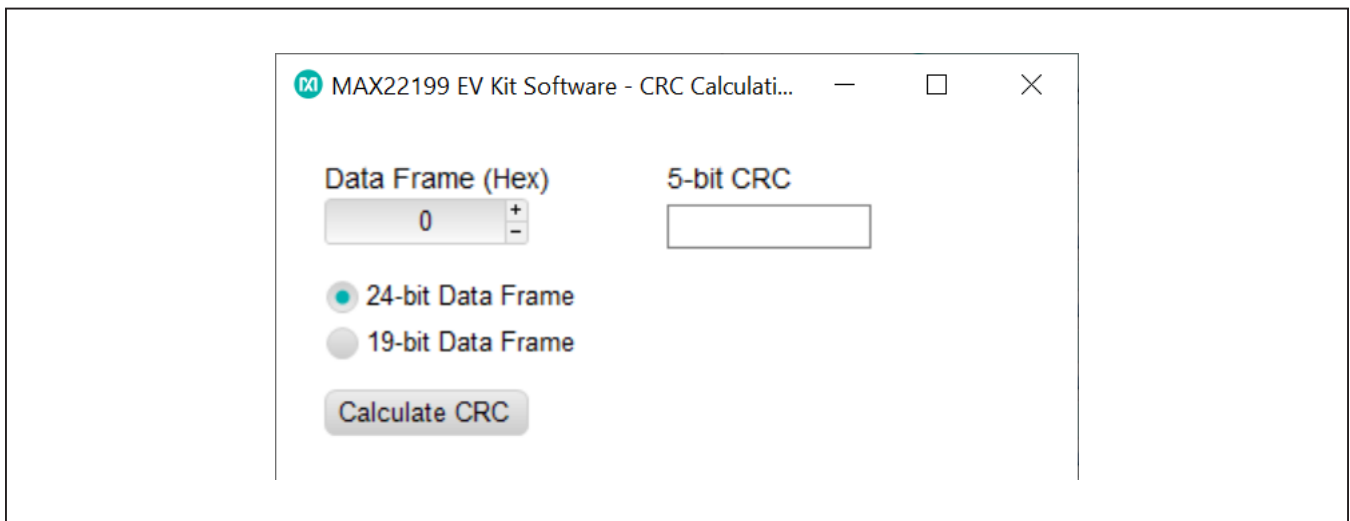 MAX22199 EV Kit Software - CRC Calculati...
Data Frame (Hex) 5-bit CRC
0 + −
24-bit Data Frame
19-bit Data Frame
Calculate CRC